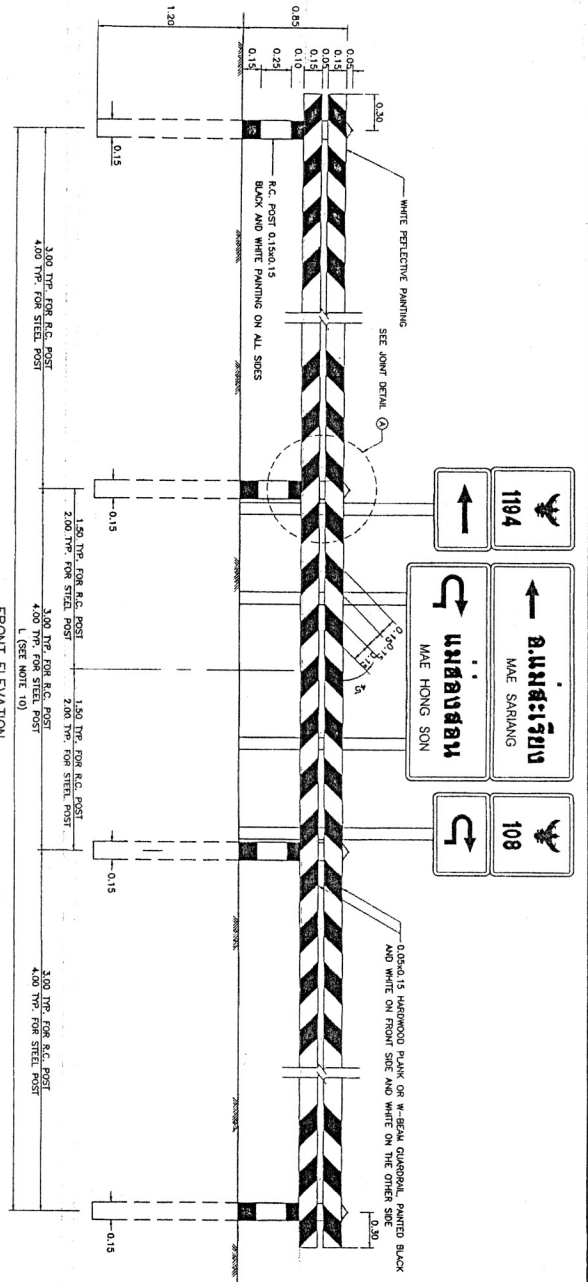 1194
อ.แม่สะเรียง
MAE SARIANG
108
แม่ฮ่องสอน
MAE HONG SON
0.30
WHITE PEFLECTIVE PAINTING
SEE JOINT DETAIL A
0.05x0.15 HARDWOOD PLANK OR W-BEAM GUARDRAIL, PAINTED BLACK
AND WHITE ON FRONT SIDE AND WHITE ON THE OTHER SIDE
0.30
0.15
0.15
0.15
45°
0.05
0.15
0.05
0.15
0.10
0.25
0.15
0.85
1.20
R.C. POST 0.15x0.15
BLACK AND WHITE PAINTING ON ALL SIDES
0.15
0.15
0.15
0.15
1.50 TYP. FOR R.C. POST
2.00 TYP. FOR STEEL POST
1.50 TYP. FOR R.C. POST
2.00 TYP. FOR STEEL POST
3.00 TYP. FOR R.C. POST
4.00 TYP. FOR STEEL POST
3.00 TYP. FOR R.C. POST
4.00 TYP. FOR STEEL POST
3.00 TYP. FOR R.C. POST
4.00 TYP. FOR STEEL POST
L (SEE NOTE 10)
FRONT ELEVATION